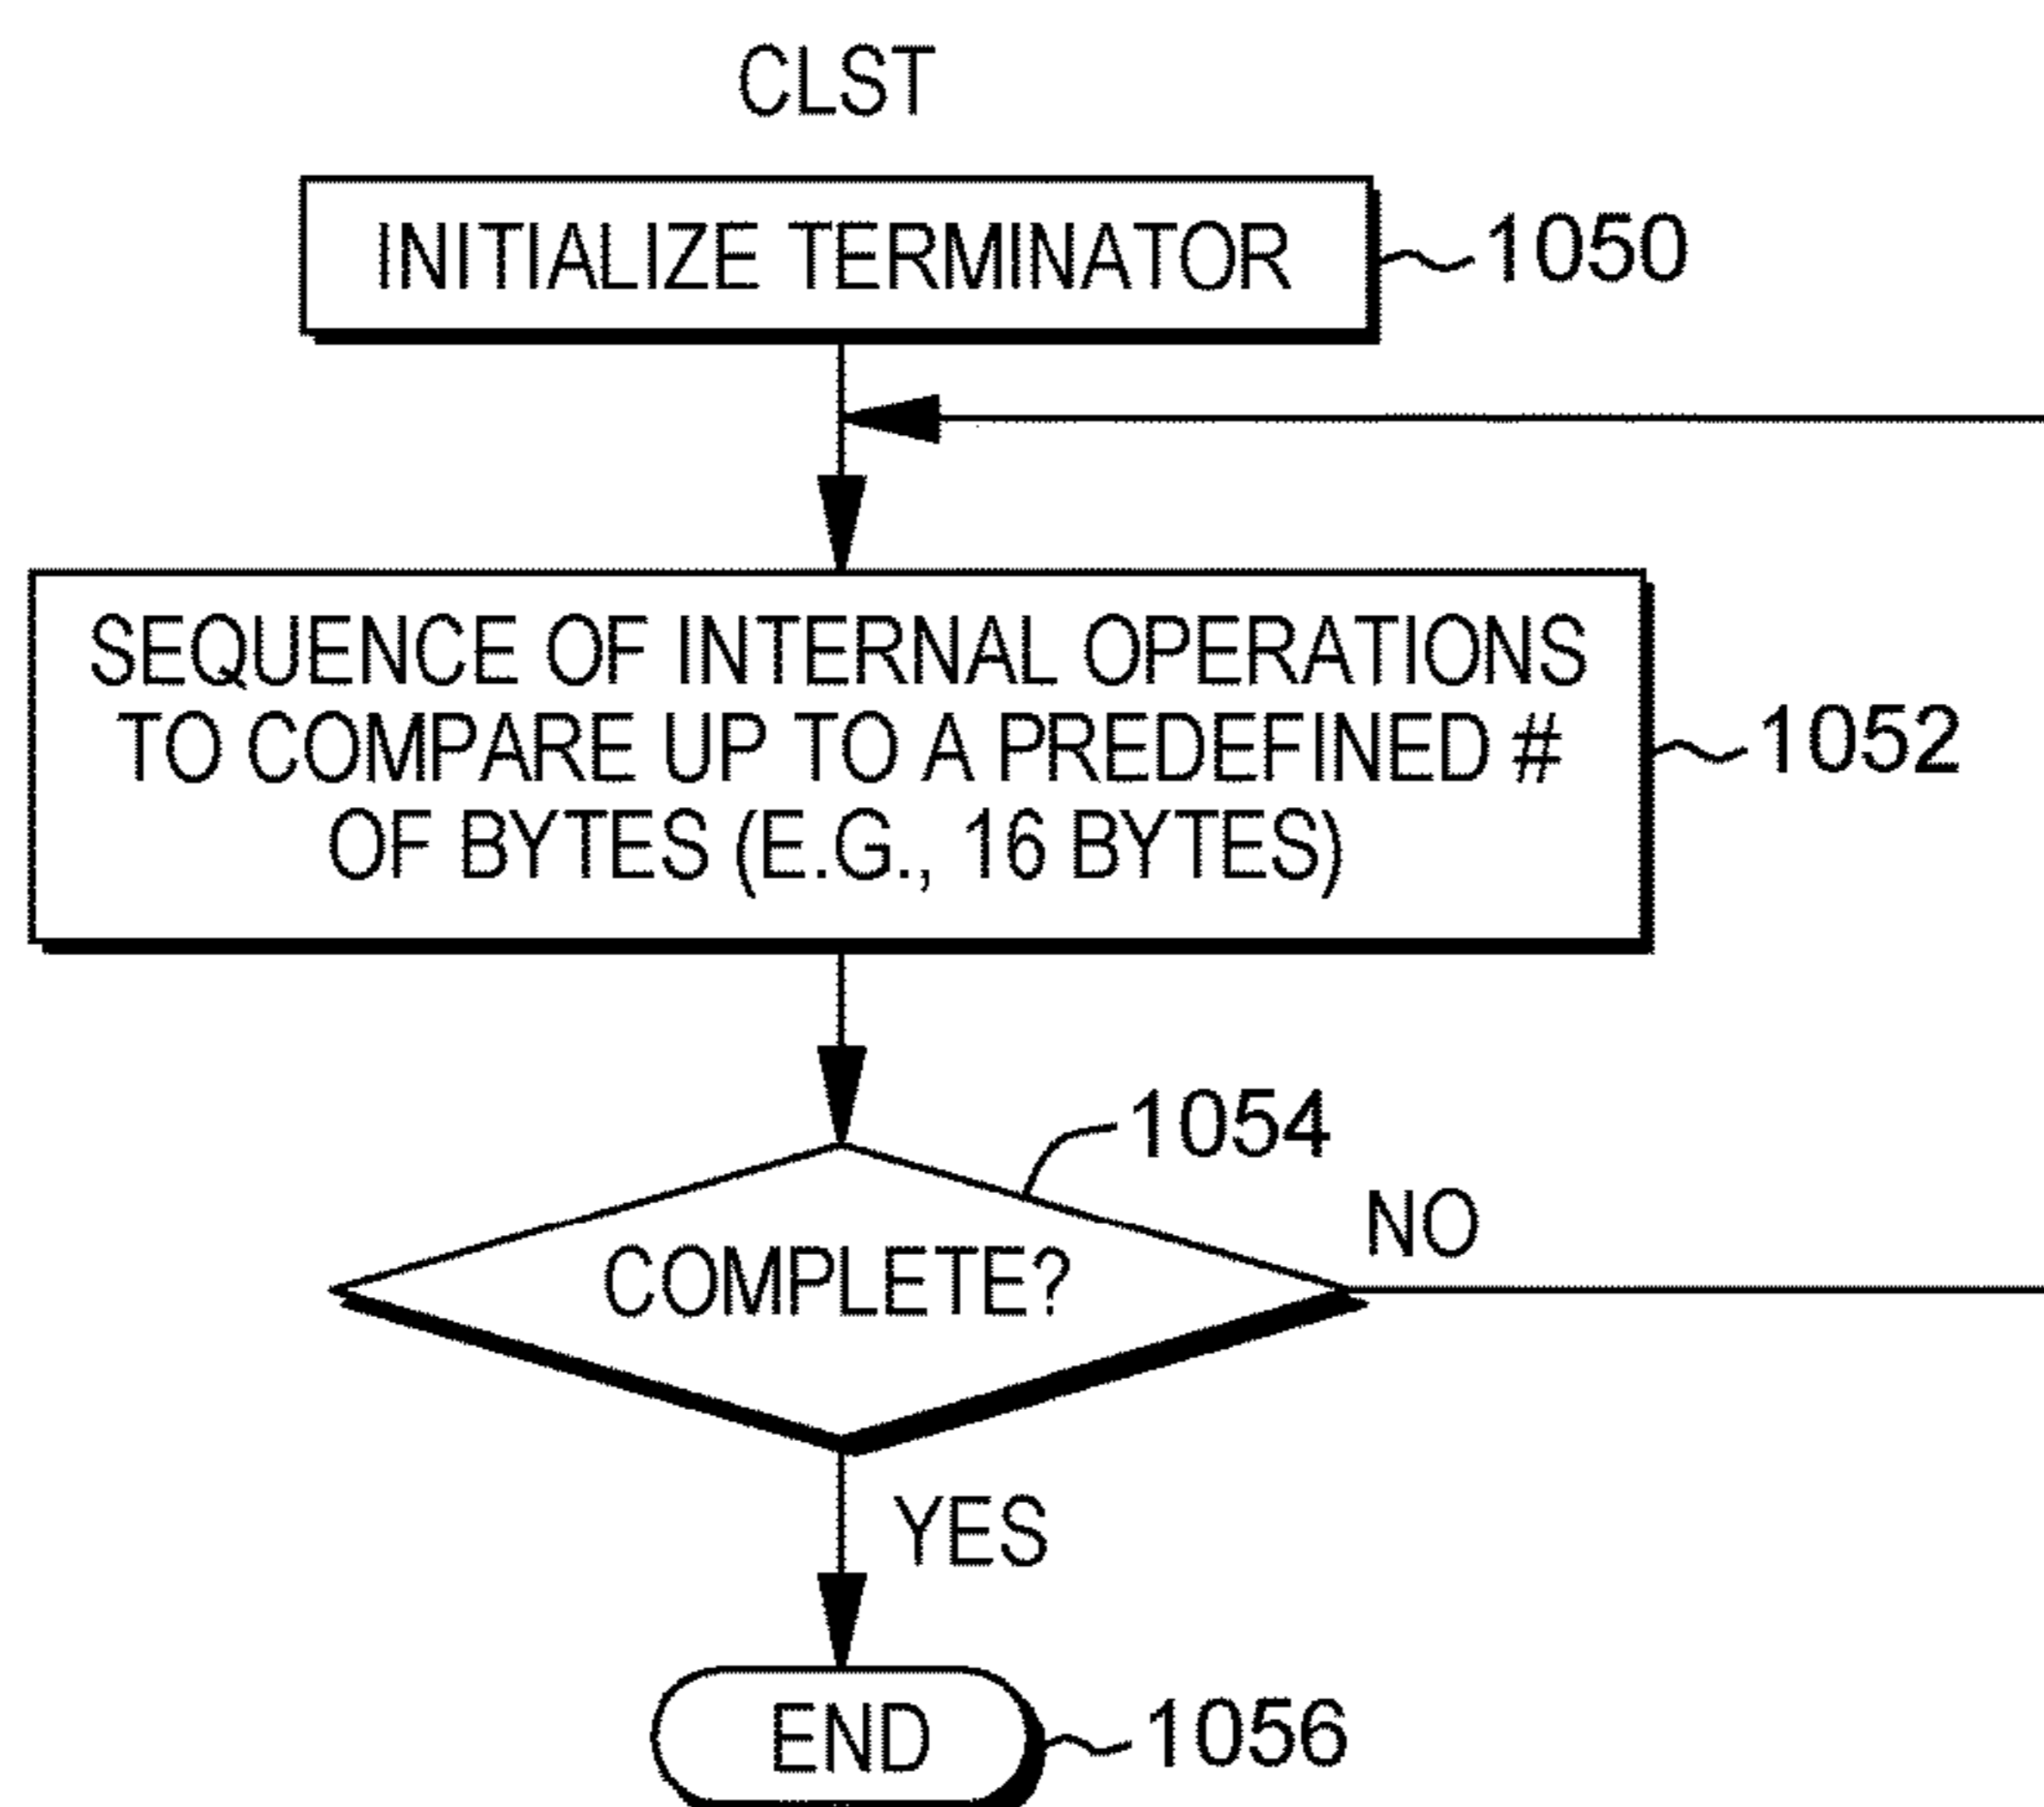 CLST
INITIALIZE TERMINATOR
1050
SEQUENCE OF INTERNAL OPERATIONS
TO COMPARE UP TO A PREDEFINED #
OF BYTES (E.G., 16 BYTES)
1052
1054
COMPLETE?
NO
YES
END
1056